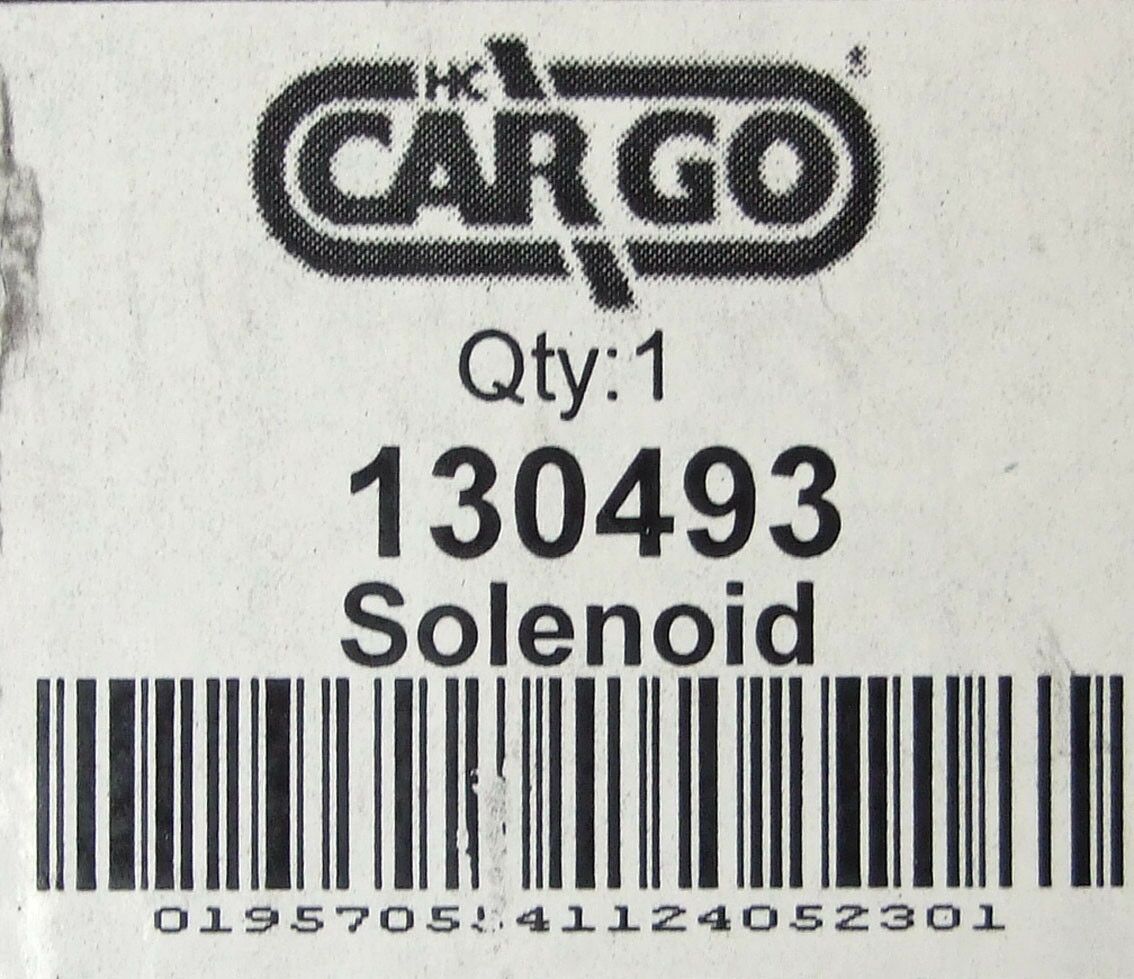 HC
CARGO
Qty:1
130493
Solenoid